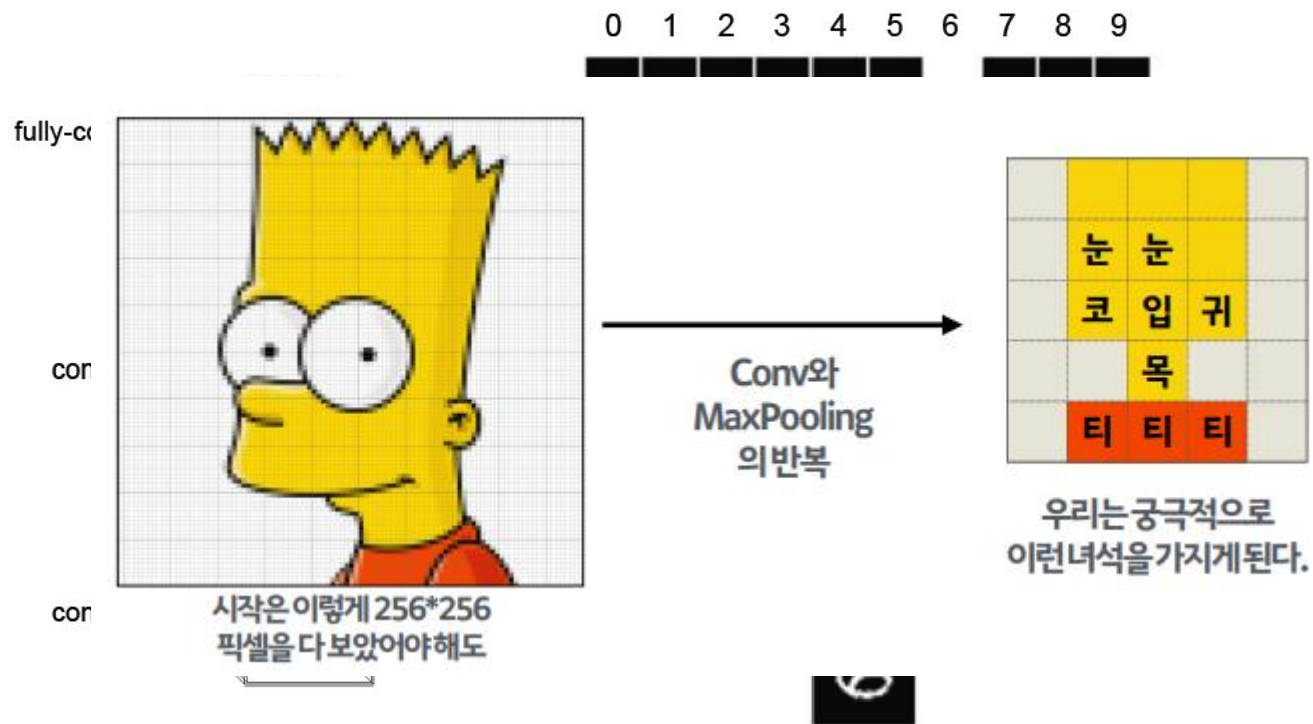 0 1 2 3 4 5 6 7 8 9
fully-co
con
con
시작은 이렇게 256*256
픽셀을 다 보았어야 해도
Conv와
MaxPooling
의 반복
눈 눈
코 입 귀
목
티 티 티
우리는 궁극적으로
이런 녀석을 가지게 된다.